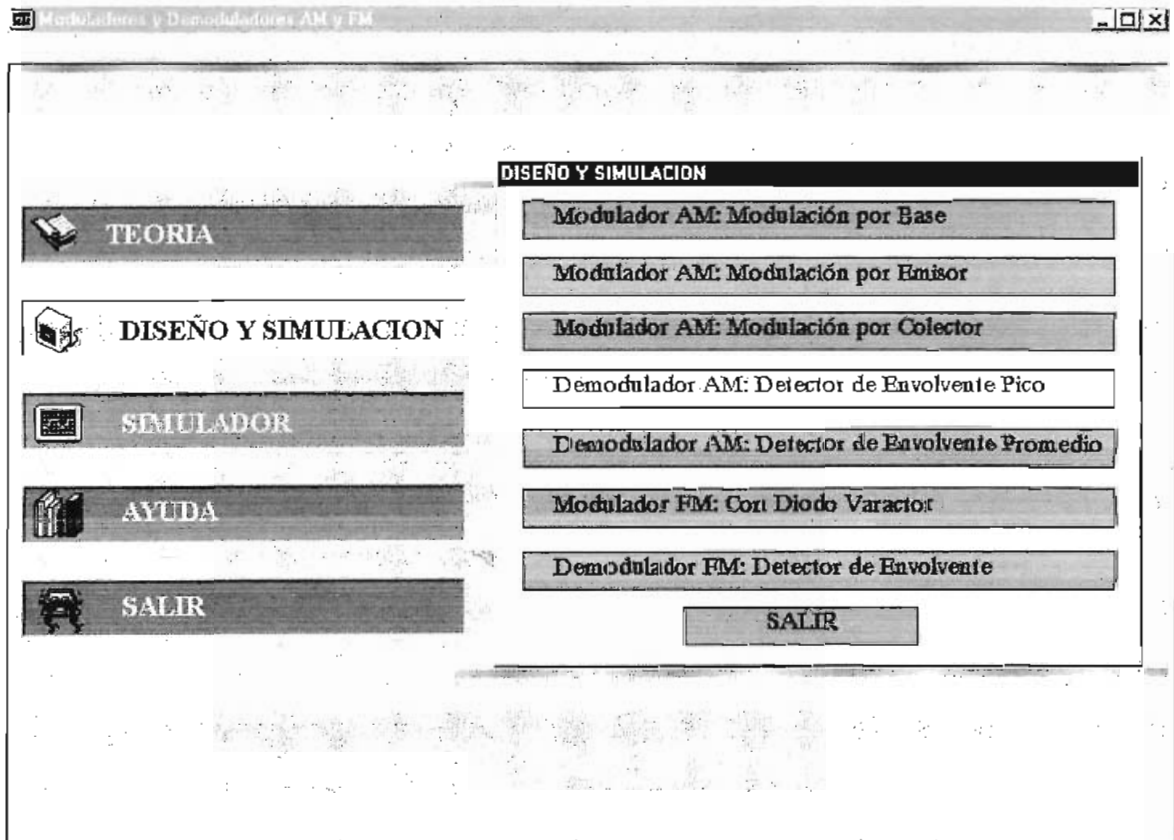 Moduladores y Demoduladores AM y FM
TEORIA
DISEÑO Y SIMULACION
SIMULADOR
AYUDA
SALIR
DISEÑO Y SIMULACION
Modulador AM: Modulación por Base
Modulador AM: Modulación por Emisor
Modulador AM: Modulación por Colector
Demodulador AM: Detector de Envolvente Pico
Demodulador AM: Detector de Envolvente Promedio
Modulador FM: Con Diodo Varactor
Demodulador FM: Detector de Envolvente
SALIR